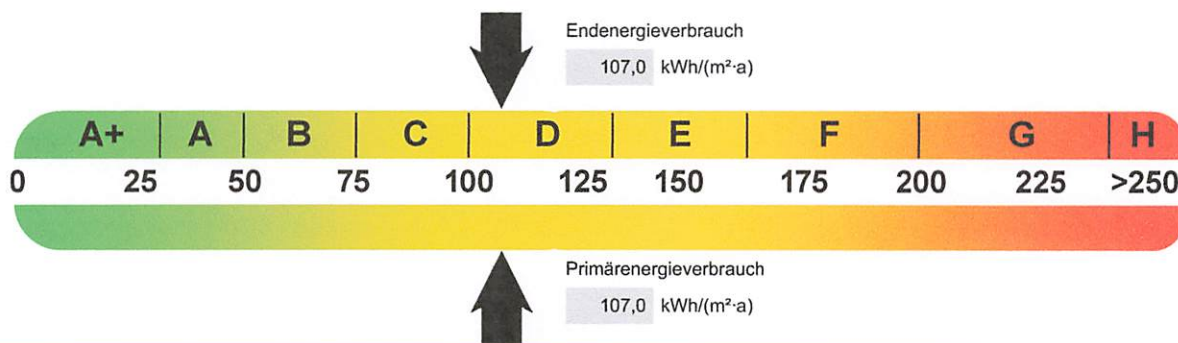 Endenergieverbrauch
107,0 kWh/(m²·a)
A+ A B C D E F G H
0 25 50 75 100 125 150 175 200 225 >250
Primärenergieverbrauch
107,0 kWh/(m²·a)